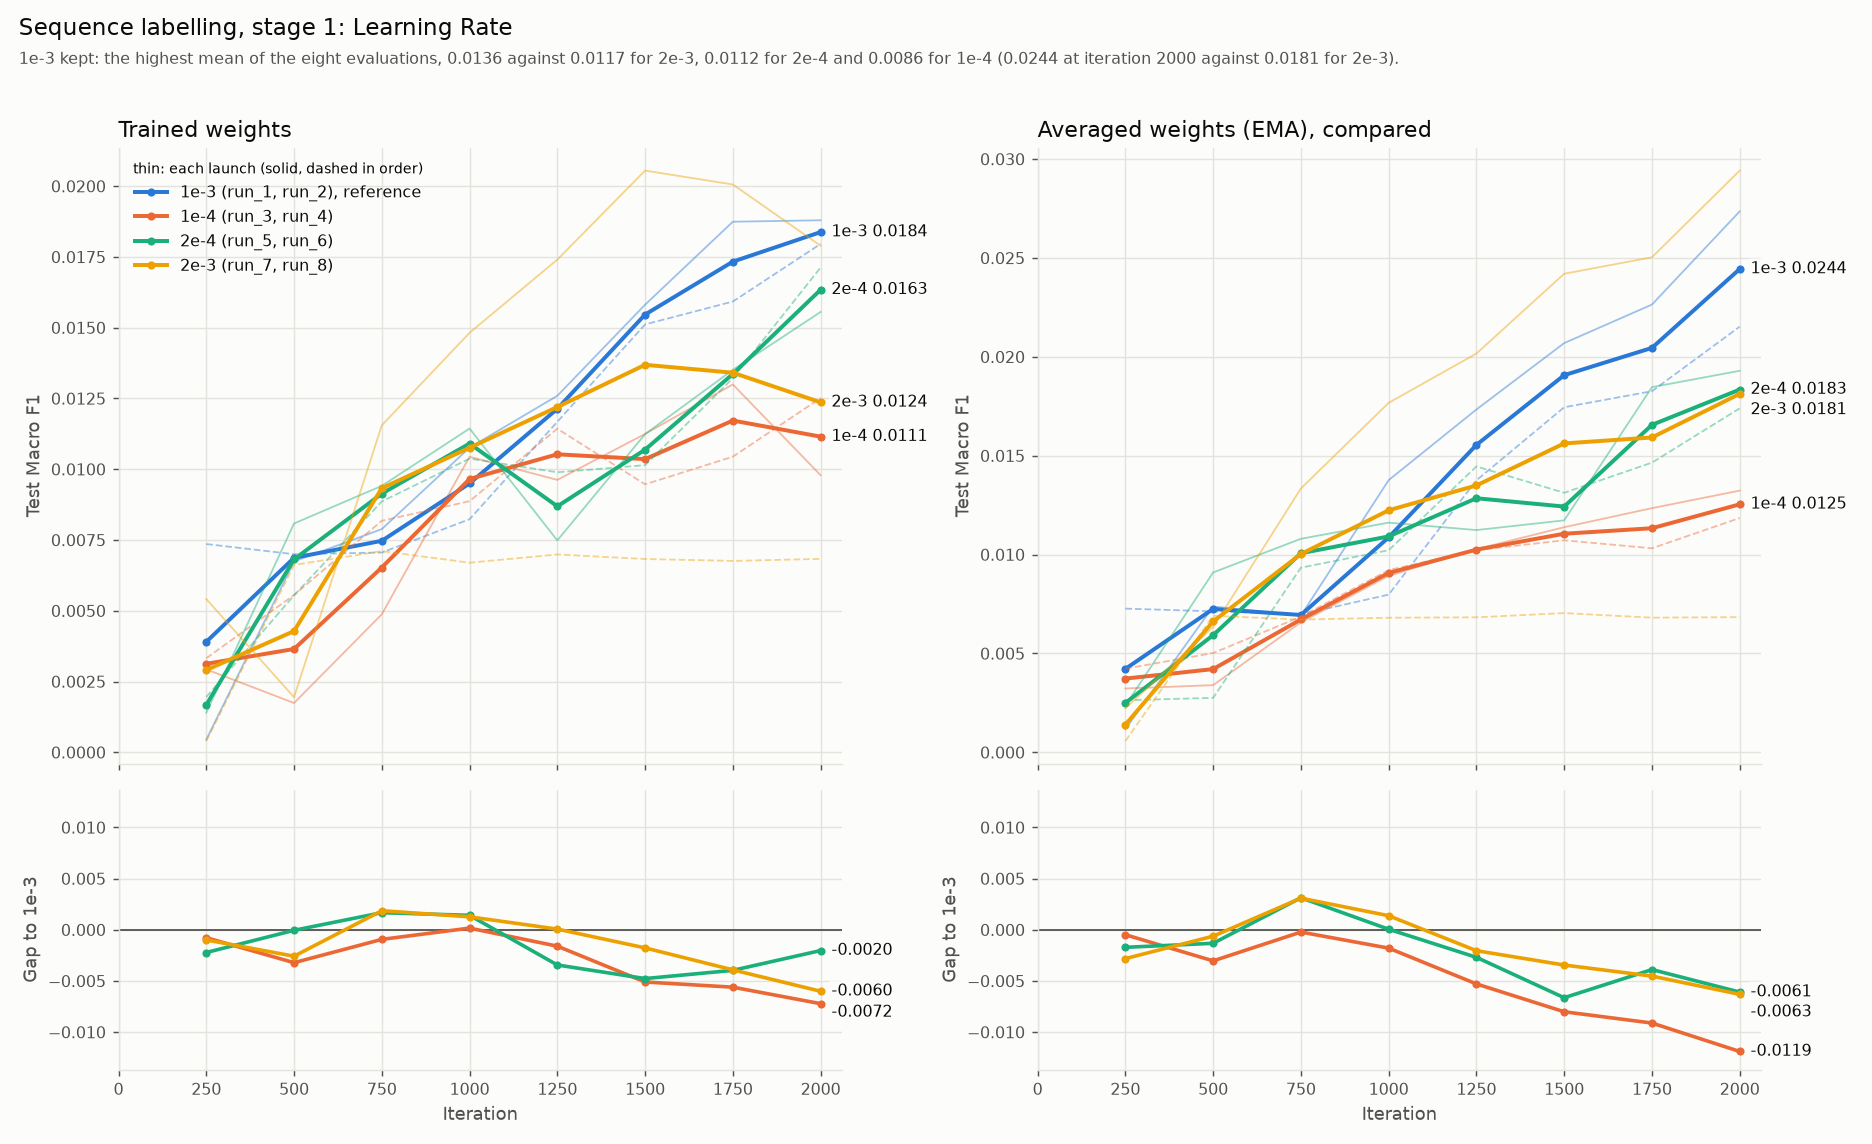 Sequence labelling, stage 1: Learning Rate
1e-3 kept: the highest mean of the eight evaluations, 0.0136 against 0.0117 for 2e-3, 0.0112 for 2e-4 and 0.0086 for 1e-4 (0.0244 at iteration 2000 against 0.0181 for 2e-3).
Trained weights
thin: each launch (solid, dashed in order)
1e-3 (run_1, run_2), reference
1e-4 (run_3, run_4)
2e-4 (run_5, run_6)
2e-3 (run_7, run_8)
Test Macro F1
0.0200
0.0175
0.0150
0.0125
0.0100
0.0075
0.0050
0.0025
0.0000
1e-3 0.0184
2e-4 0.0163
2e-3 0.0124
1e-4 0.0111
Averaged weights (EMA), compared
Test Macro F1
0.030
0.025
0.020
0.015
0.010
0.005
0.000
1e-3 0.0244
2e-4 0.0183
2e-3 0.0181
1e-4 0.0125
Gap to 1e-3
0.010
0.005
0.000
−0.005
−0.010
-0.0020
-0.0060
-0.0072
0 250 500 750 1000 1250 1500 1750 2000
Iteration
Gap to 1e-3
0.010
0.005
0.000
−0.005
−0.010
-0.0061
-0.0063
-0.0119
0 250 500 750 1000 1250 1500 1750 2000
Iteration